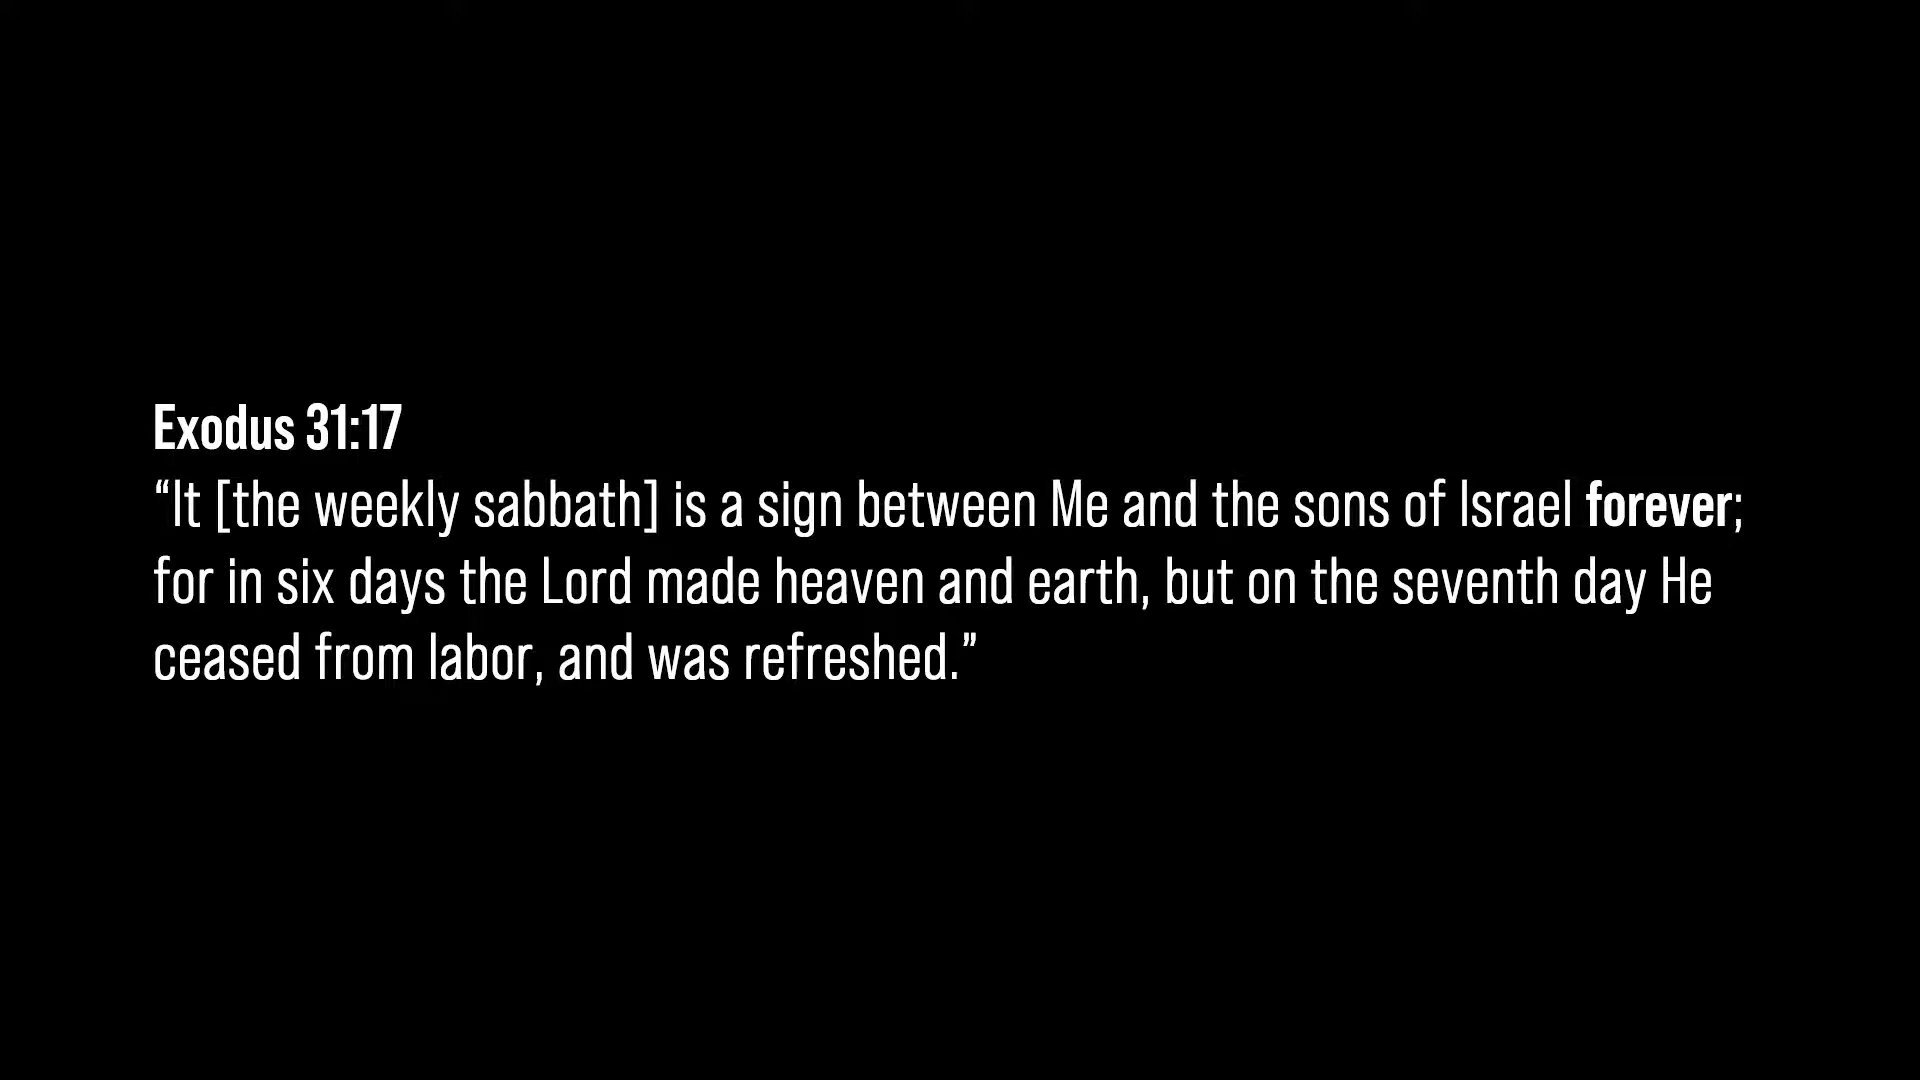 Exodus 31:17
“It [the weekly sabbath] is a sign between Me and the sons of Israel forever;
for in six days the Lord made heaven and earth, but on the seventh day He
ceased from labor, and was refreshed.”